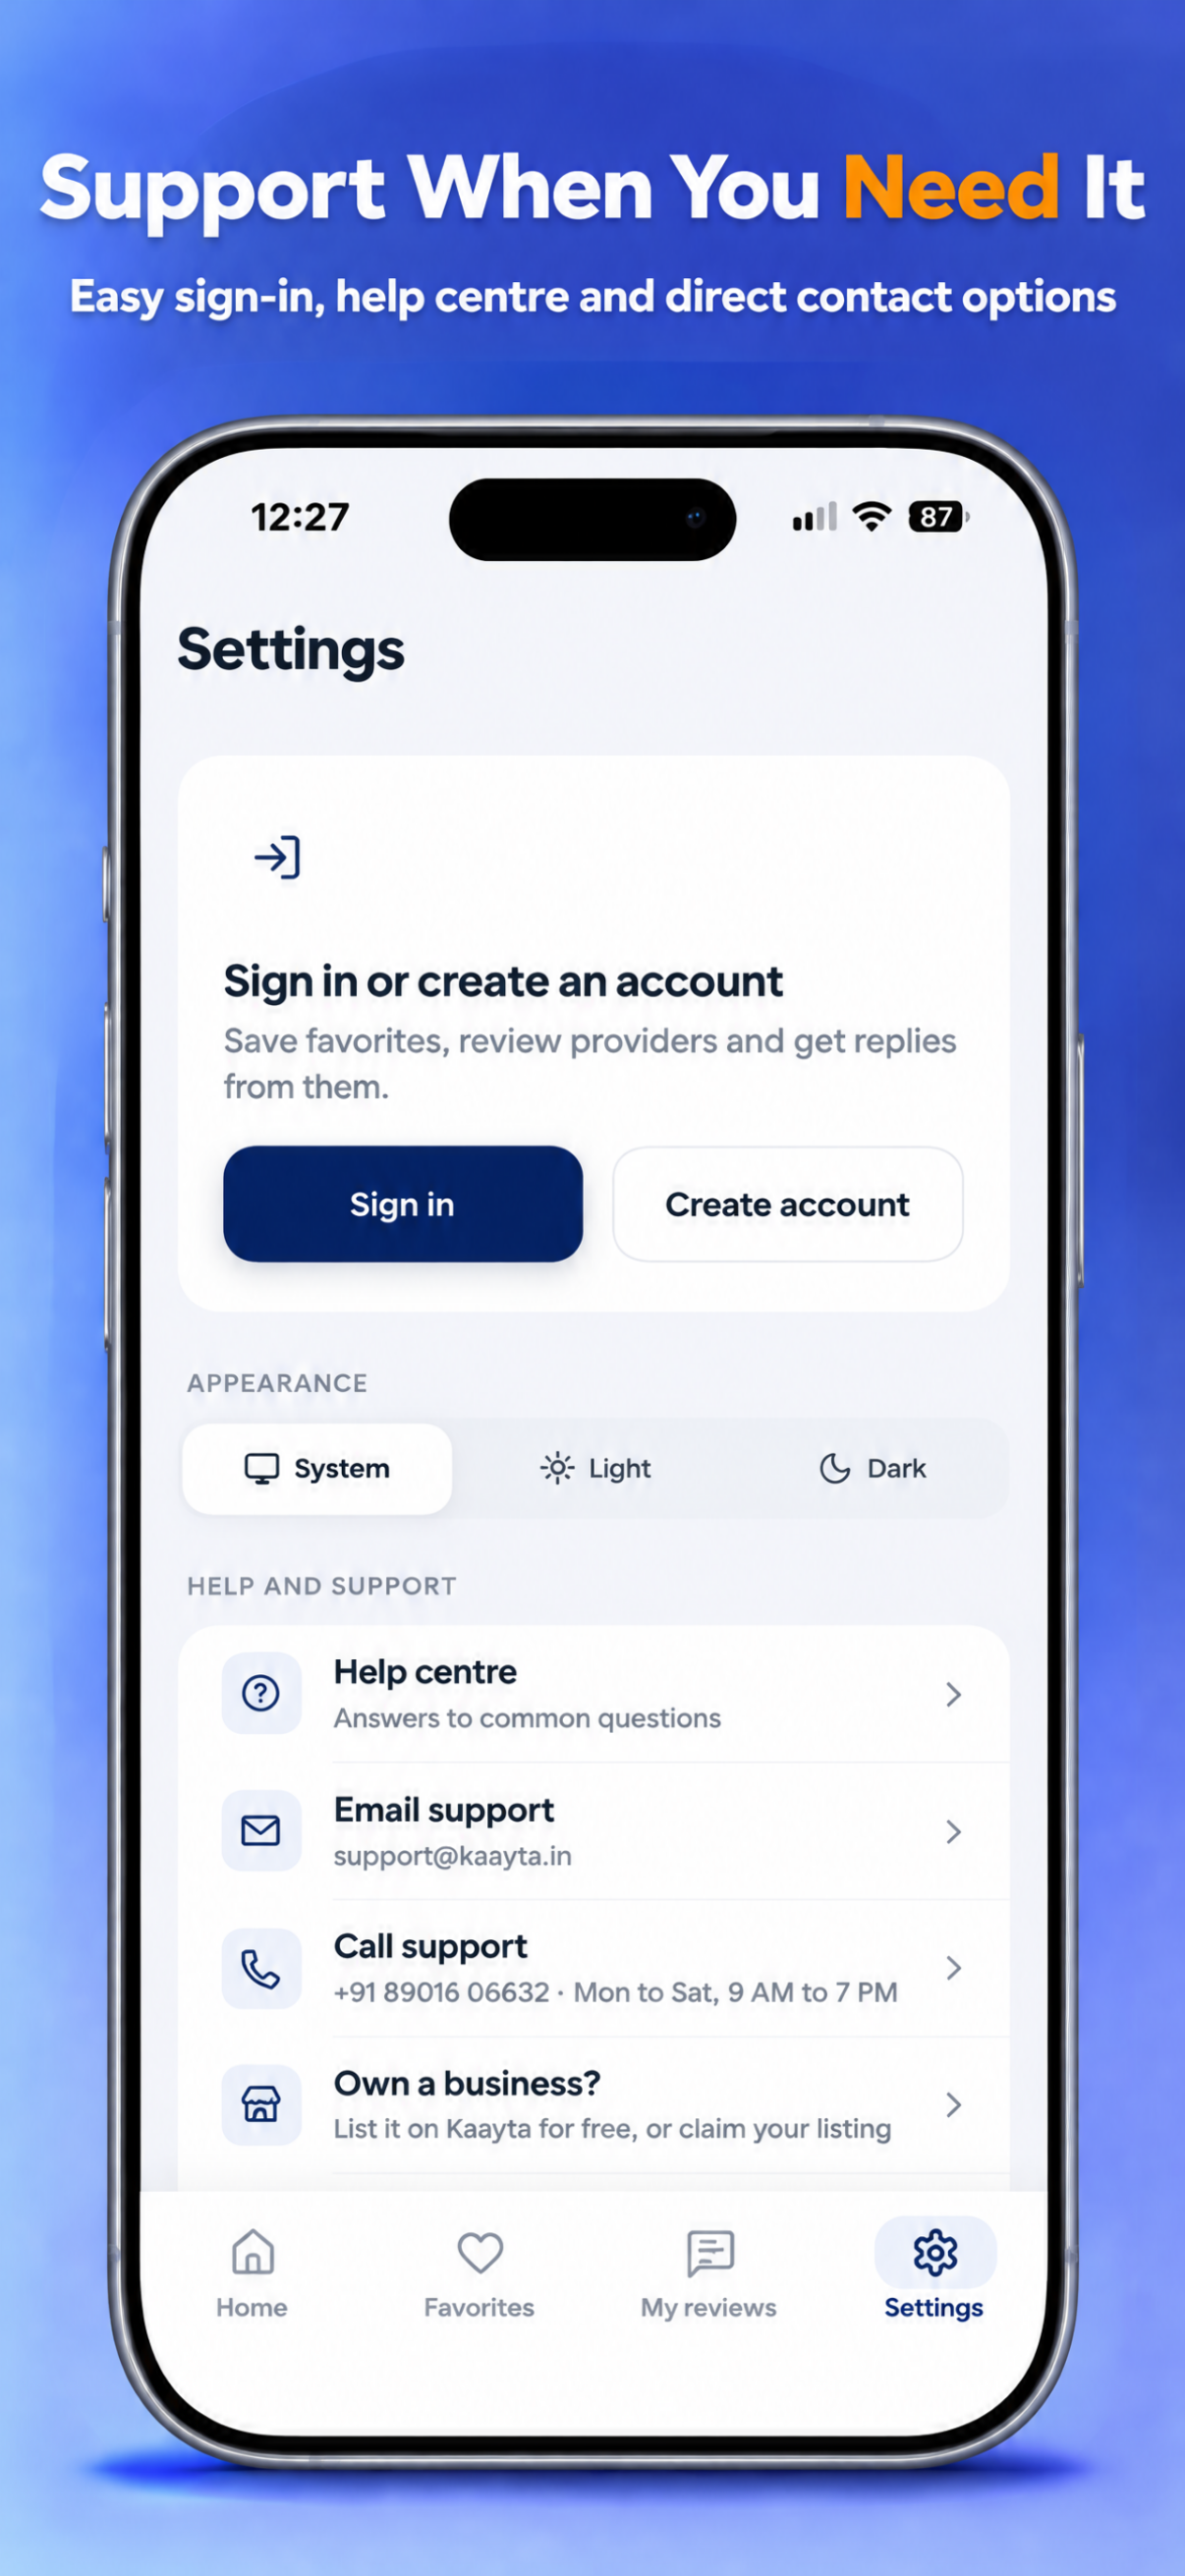 Support When You Need It
Easy sign-in, help centre and direct contact options
12:27
87
Settings
Sign in or create an account
Save favorites, review providers and get replies
from them.
Sign in
Create account
APPEARANCE
System
Light
Dark
HELP AND SUPPORT
Help centre
Answers to common questions
Email support
support@kaayta.in
Call support
+91 89016 06632 · Mon to Sat, 9 AM to 7 PM
Own a business?
List it on Kaayta for free, or claim your listing
Home
Favorites
My reviews
Settings